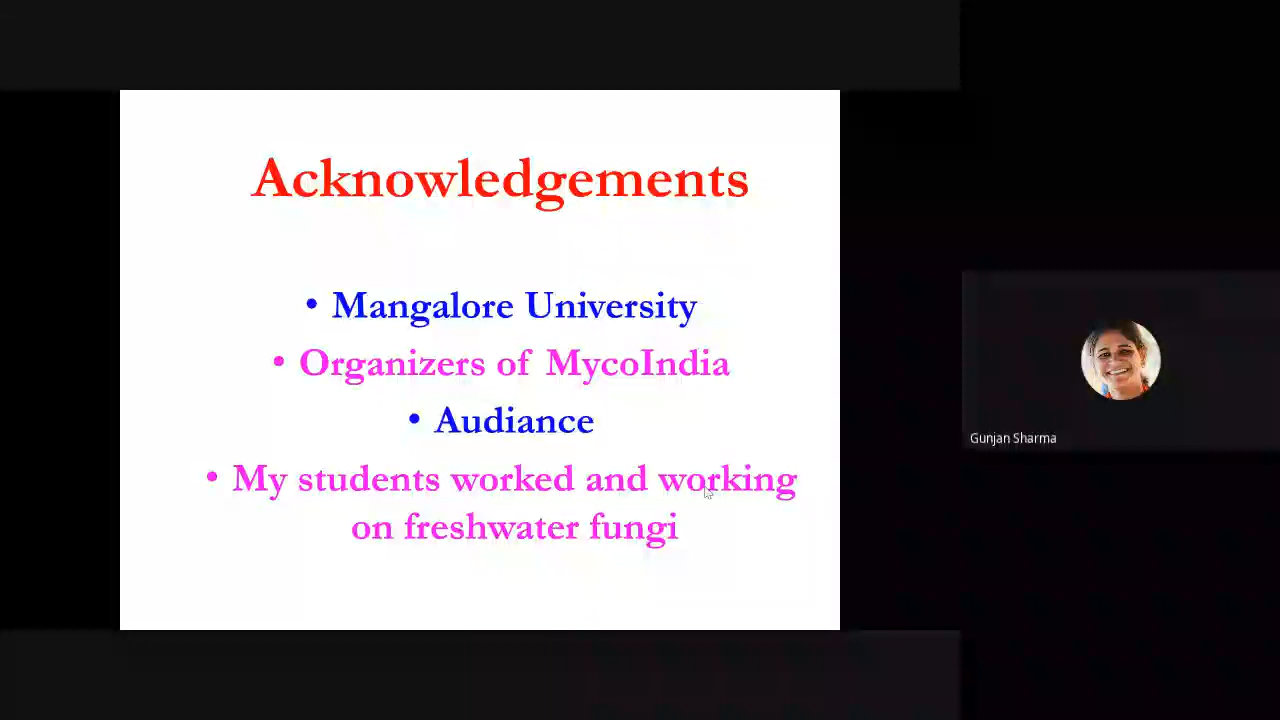 Acknowledgements
• Mangalore University
• Organizers of MycoIndia
• Audiance
• My students worked and working
on freshwater fungi
Gunjan Sharma